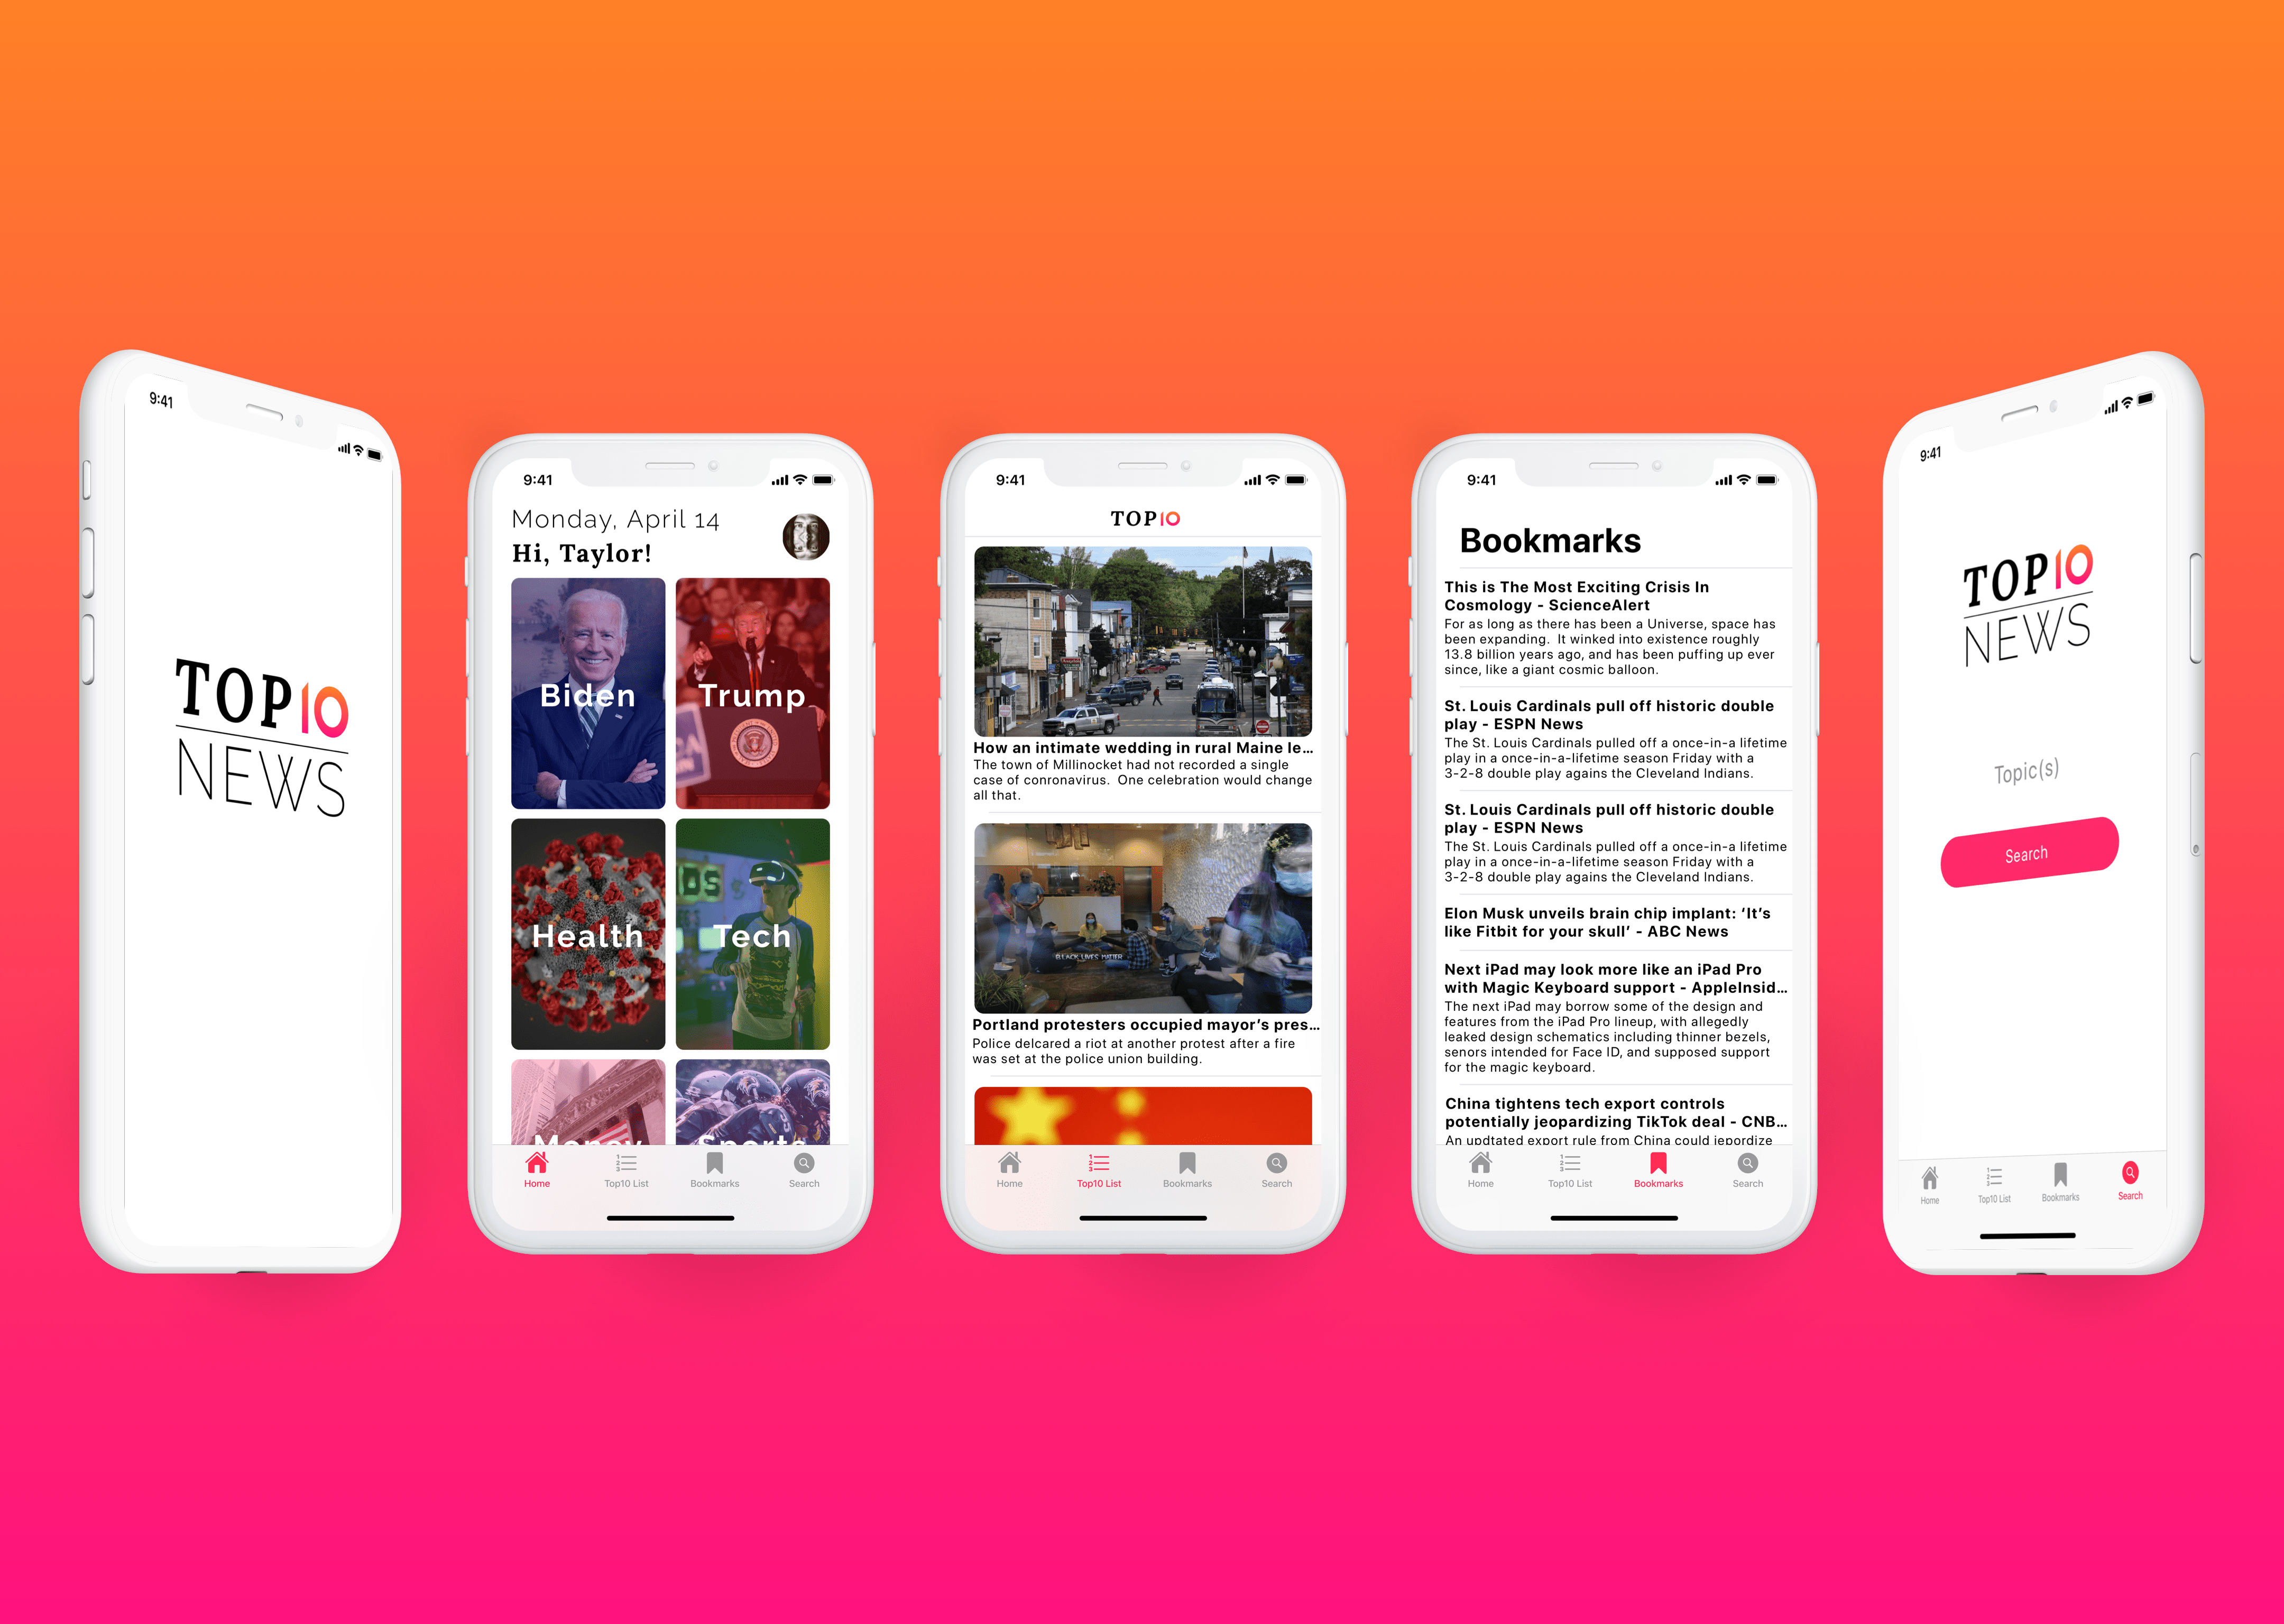 9:41
TOP10
NEWS
9:41
Monday, April 14
Hi, Taylor!
Biden
Trump
Health
Tech
Money
Sports
Home
Top10 List
Bookmarks
Search
9:41
TOP10
How an intimate wedding in rural Maine le...
The town of Millinocket had not recorded a single
case of conronavirus. One celebration would change
all that.
BLACK LIVES MATTER
Portland protesters occupied mayor's pres...
Police delcared a riot at another protest after a fire
was set at the police union building.
Home
Top10 List
Bookmarks
Search
9:41
Bookmarks
This is The Most Exciting Crisis In
Cosmology - ScienceAlert
For as long as there has been a Universe, space has
been expanding. It winked into existence roughly
13.8 billion years ago, and has been puffing up ever
since, like a giant cosmic balloon.
St. Louis Cardinals pull off historic double
play - ESPN News
The St. Louis Cardinals pulled off a once-in-a lifetime
play in a once-in-a-lifetime season Friday with a
3-2-8 double play agains the Cleveland Indians.
St. Louis Cardinals pull off historic double
play - ESPN News
The St. Louis Cardinals pulled off a once-in-a lifetime
play in a once-in-a-lifetime season Friday with a
3-2-8 double play agains the Cleveland Indians.
Elon Musk unveils brain chip implant: ‘It’s
like Fitbit for your skull’ - ABC News
Next iPad may look more like an iPad Pro
with Magic Keyboard support - AppleInsid...
The next iPad may borrow some of the design and
features from the iPad Pro lineup, with allegedly
leaked design schematics including thinner bezels,
senors intended for Face ID, and supposed support
for the magic keyboard.
China tightens tech export controls
potentially jeopardizing TikTok deal - CNB...
An updtated export rule from China could jepordize
Home
Top10 List
Bookmarks
Search
9:41
TOP10
NEWS
Topic(s)
Search
Home
Top10 List
Bookmarks
Search